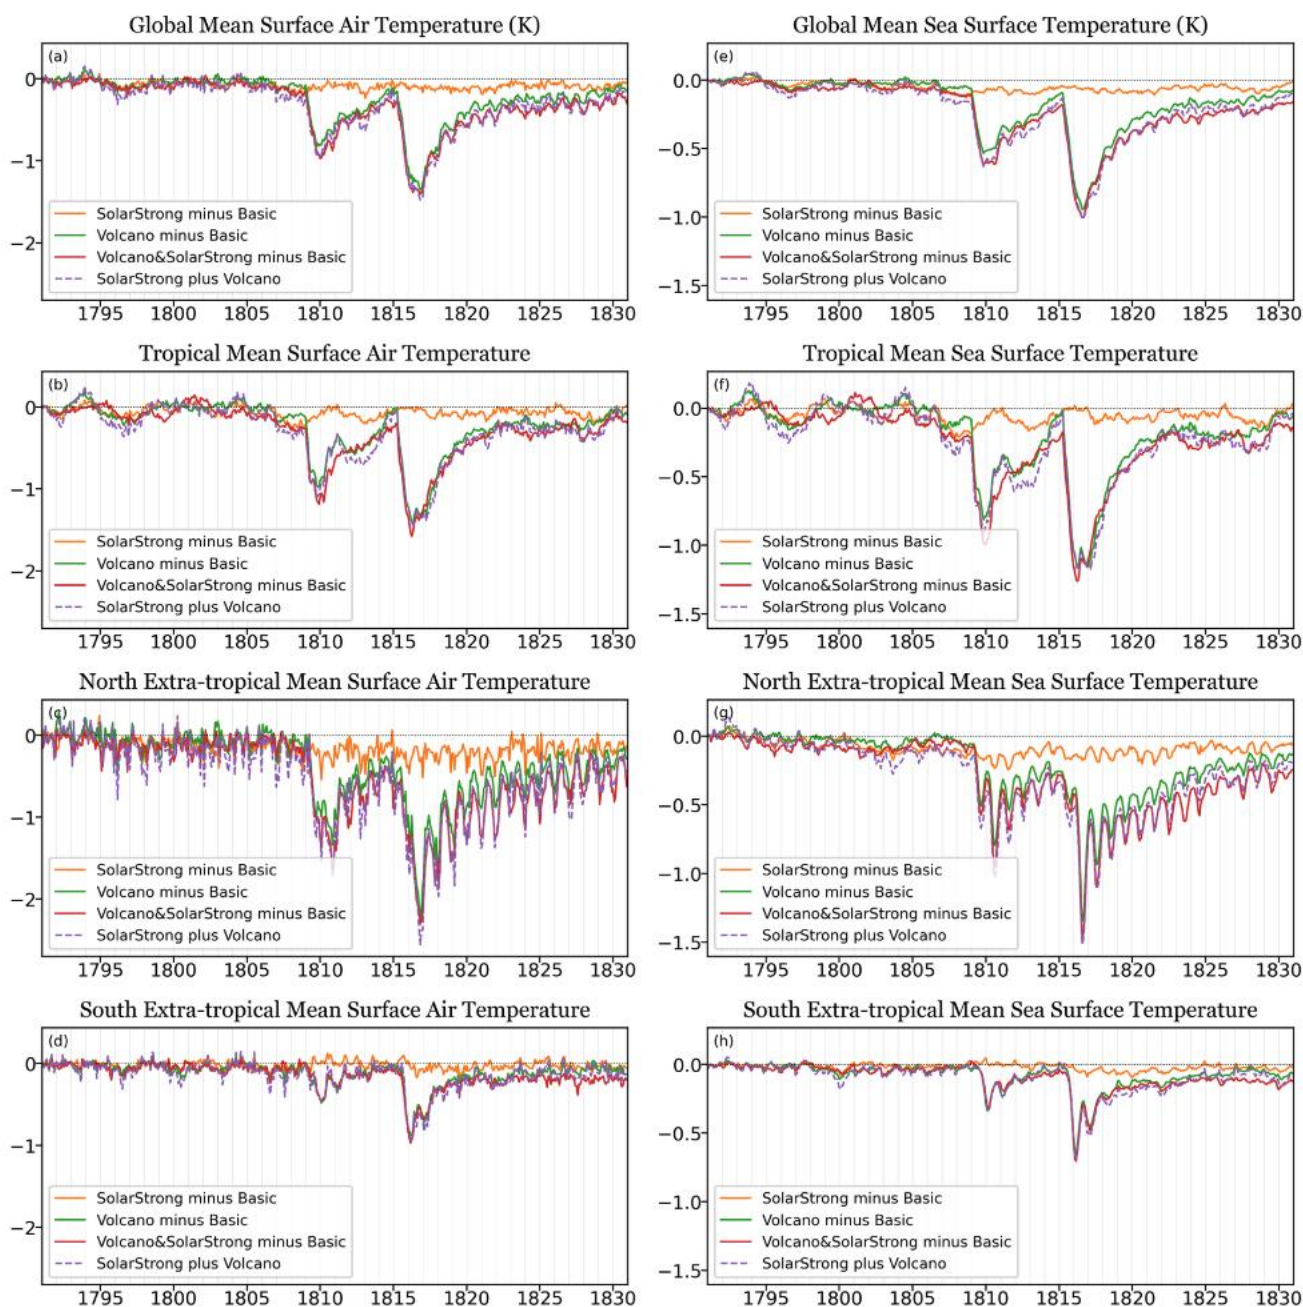 Global Mean Surface Air Temperature (K)
(a)
0
−1
−2
SolarStrong minus Basic
Volcano minus Basic
Volcano&SolarStrong minus Basic
SolarStrong plus Volcano
1795 1800 1805 1810 1815 1820 1825 1830
Global Mean Sea Surface Temperature (K)
(e)
0.0
−0.5
−1.0
−1.5
SolarStrong minus Basic
Volcano minus Basic
Volcano&SolarStrong minus Basic
SolarStrong plus Volcano
1795 1800 1805 1810 1815 1820 1825 1830
Tropical Mean Surface Air Temperature
(b)
0
−1
−2
SolarStrong minus Basic
Volcano minus Basic
Volcano&SolarStrong minus Basic
SolarStrong plus Volcano
1795 1800 1805 1810 1815 1820 1825 1830
Tropical Mean Sea Surface Temperature
(f)
0.0
−0.5
−1.0
−1.5
SolarStrong minus Basic
Volcano minus Basic
Volcano&SolarStrong minus Basic
SolarStrong plus Volcano
1795 1800 1805 1810 1815 1820 1825 1830
North Extra-tropical Mean Surface Air Temperature
(c)
0
−1
−2
SolarStrong minus Basic
Volcano minus Basic
Volcano&SolarStrong minus Basic
SolarStrong plus Volcano
1795 1800 1805 1810 1815 1820 1825 1830
North Extra-tropical Mean Sea Surface Temperature
(g)
0.0
−0.5
−1.0
−1.5
SolarStrong minus Basic
Volcano minus Basic
Volcano&SolarStrong minus Basic
SolarStrong plus Volcano
1795 1800 1805 1810 1815 1820 1825 1830
South Extra-tropical Mean Surface Air Temperature
(d)
0
−1
−2
SolarStrong minus Basic
Volcano minus Basic
Volcano&SolarStrong minus Basic
SolarStrong plus Volcano
1795 1800 1805 1810 1815 1820 1825 1830
South Extra-tropical Mean Sea Surface Temperature
(h)
0.0
−0.5
−1.0
−1.5
SolarStrong minus Basic
Volcano minus Basic
Volcano&SolarStrong minus Basic
SolarStrong plus Volcano
1795 1800 1805 1810 1815 1820 1825 1830